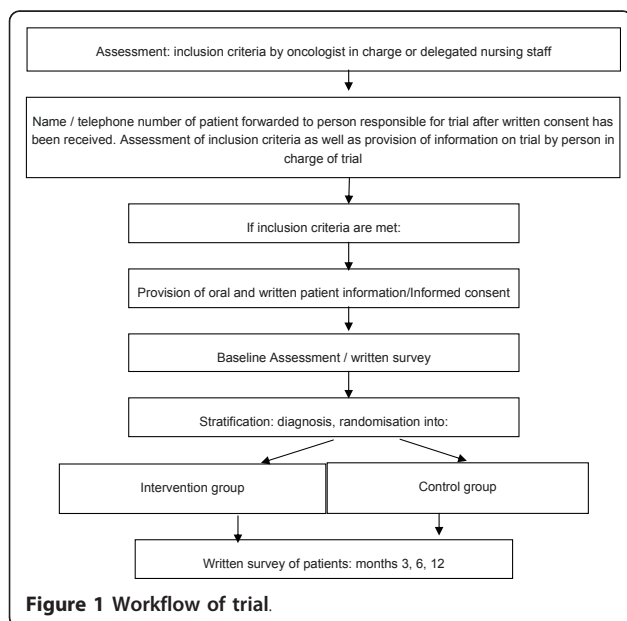 Assessment: inclusion criteria by oncologist in charge or delegated nursing staff
Name / telephone number of patient forwarded to person responsible for trial after written consent has
been received. Assessment of inclusion criteria as well as provision of information on trial by person in
charge of trial
If inclusion criteria are met:
Provision of oral and written patient information/Informed consent
Baseline Assessment / written survey
Stratification: diagnosis, randomisation into:
Intervention group
Control group
Written survey of patients: months 3, 6, 12
Figure 1 Workflow of trial.